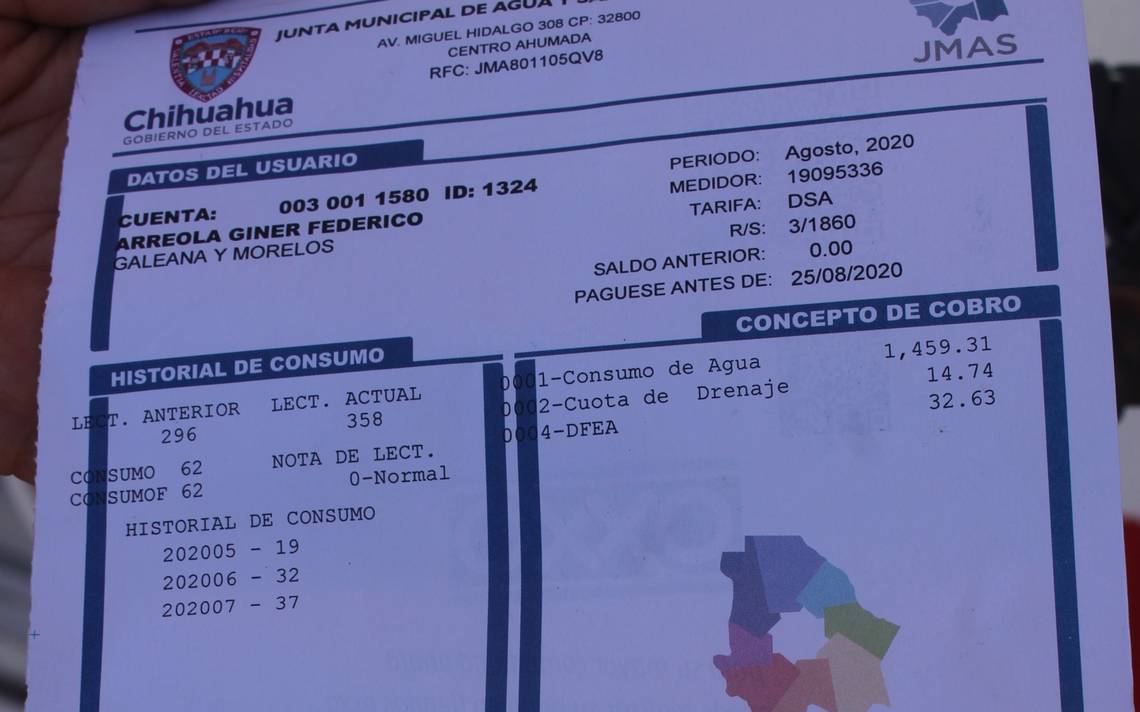 JUNTA MUNICIPAL DE AGUA Y
AV. MIGUEL HIDALGO 308 CP: 32800
CENTRO AHUMADA
RFC: JMA801105QV8
Chihuahua
GOBIERNO DEL ESTADO
JMAS
DATOS DEL USUARIO
CUENTA: 003 001 1580 ID: 1324
ARREOLA GINER FEDERICO
GALEANA Y MORELOS
PERIODO: Agosto, 2020
MEDIDOR: 19095336
TARIFA: DSA
R/S: 3/1860
SALDO ANTERIOR: 0.00
PAGUESE ANTES DE: 25/08/2020
HISTORIAL DE CONSUMO
LECT. ANTERIOR LECT. ACTUAL
296 358
CONSUMO 62 NOTA DE LECT.
CONSUMOF 62 0-Normal
HISTORIAL DE CONSUMO
202005 - 19
202006 - 32
202007 - 37
CONCEPTO DE COBRO
0001-Consumo de Agua 1,459.31
0002-Cuota de Drenaje 14.74
0004-DFEA 32.63